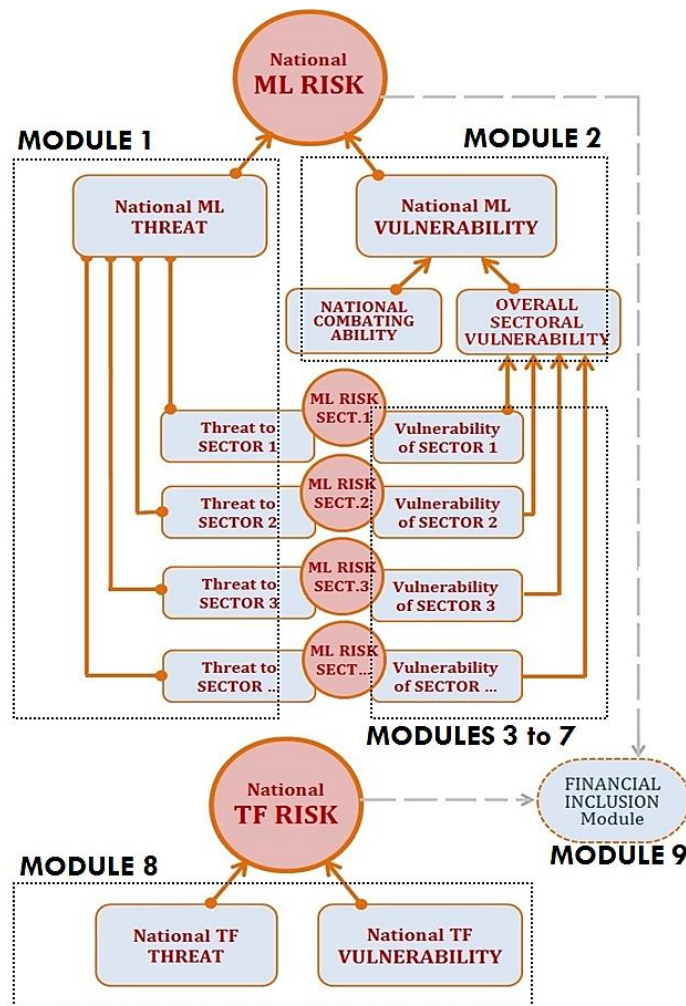 National
ML RISK
MODULE 1
MODULE 2
National ML
THREAT
National ML
VULNERABILITY
NATIONAL
COMBATING
ABILITY
OVERALL
SECTORAL
VULNERABILITY
Threat to
SECTOR 1
ML RISK
SECT.1
Vulnerability
of SECTOR 1
Threat to
SECTOR 2
ML RISK
SECT.2
Vulnerability
of SECTOR 2
Threat to
SECTOR 3
ML RISK
SECT.3
Vulnerability
of SECTOR 3
Threat to
SECTOR ...
ML RISK
SECT...
Vulnerability
of SECTOR ...
MODULES 3 to 7
National
TF RISK
FINANCIAL
INCLUSION
Module
MODULE 9
MODULE 8
National TF
THREAT
National TF
VULNERABILITY